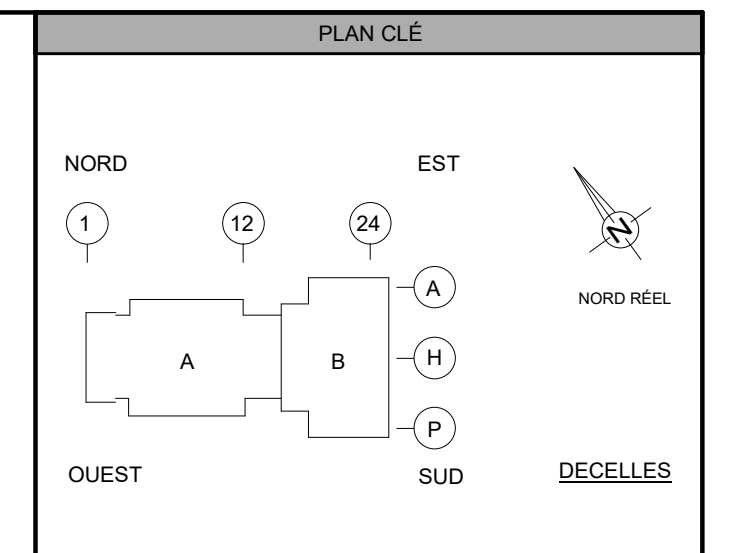 PLAN CLÉ
NORD
EST
1
12
24
N
A
NORD RÉEL
A
B
H
P
OUEST
SUD
DECELLES